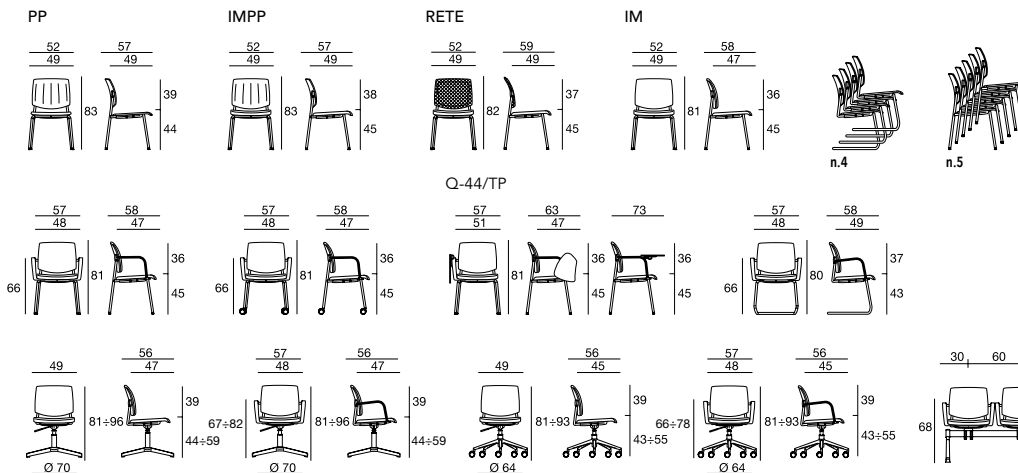 PP IMPP RETE IM
52 57 52 57 52 59 52 58
49 49 49 49 49 49 49 47
83 39 44 83 38 45 82 37 45 81 36 45
n.4 n.5
Q-44/TP
57 58 57 58 57 63 73 57 58
48 47 48 47 51 47 48 49
66 81 36 45 81 36 45 81 36 45 36 45 66 80 37 43
49 56 57 56 49 56 57 56 30 60
47 48 47 45 48 45
81÷96 39 44÷59 67÷82 81÷96 39 44÷59 81÷93 39 43÷55 66÷78 81÷93 39 43÷55 68
Ø 70 Ø 70 Ø 64 Ø 64